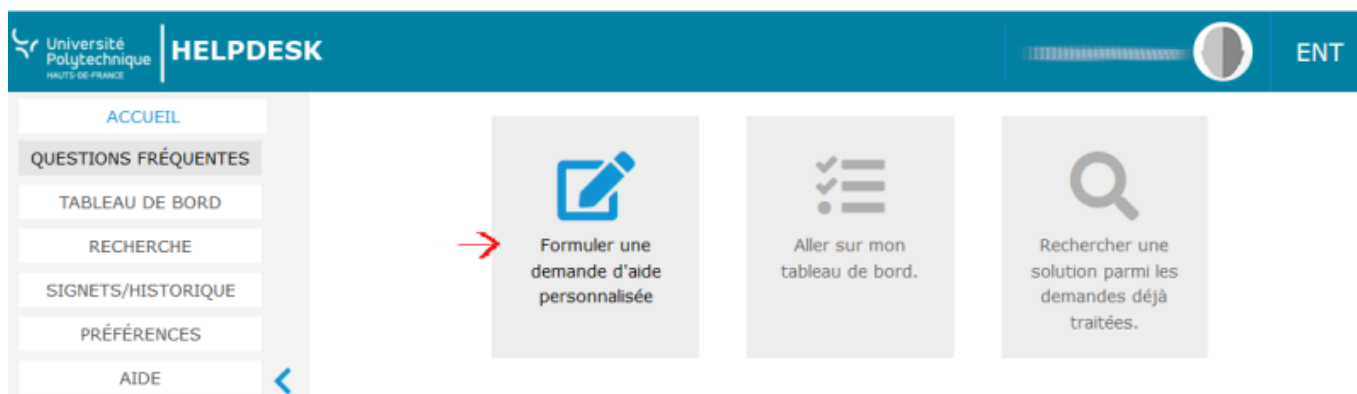 Université
Polytechnique
HAUTS-DE-FRANCE
HELPDESK
ENT
ACCUEIL
QUESTIONS FRÉQUENTES
TABLEAU DE BORD
RECHERCHE
SIGNETS/HISTORIQUE
PRÉFÉRENCES
AIDE
Formuler une
demande d'aide
personnalisée
Aller sur mon
tableau de bord.
Rechercher une
solution parmi les
demandes déjà
traitées.